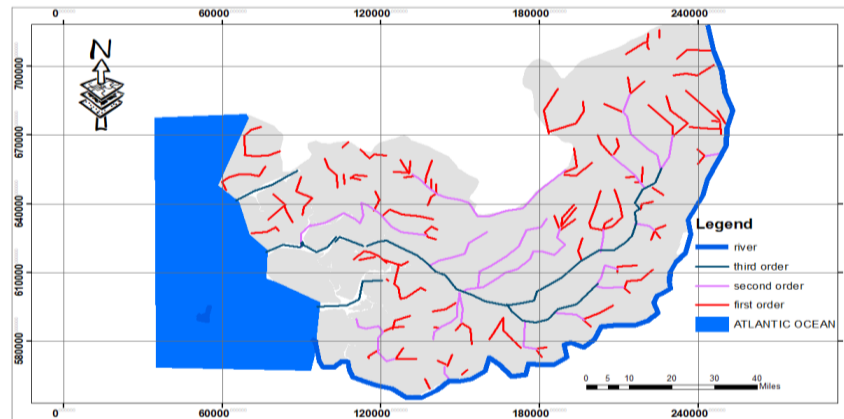 0 60000 120000 180000 240000
N
700000
670000
640000
610000
580000
Legend
river
third order
second order
first order
ATLANTIC OCEAN
0 5 10 20 30 40
Miles
0 60000 120000 180000 240000